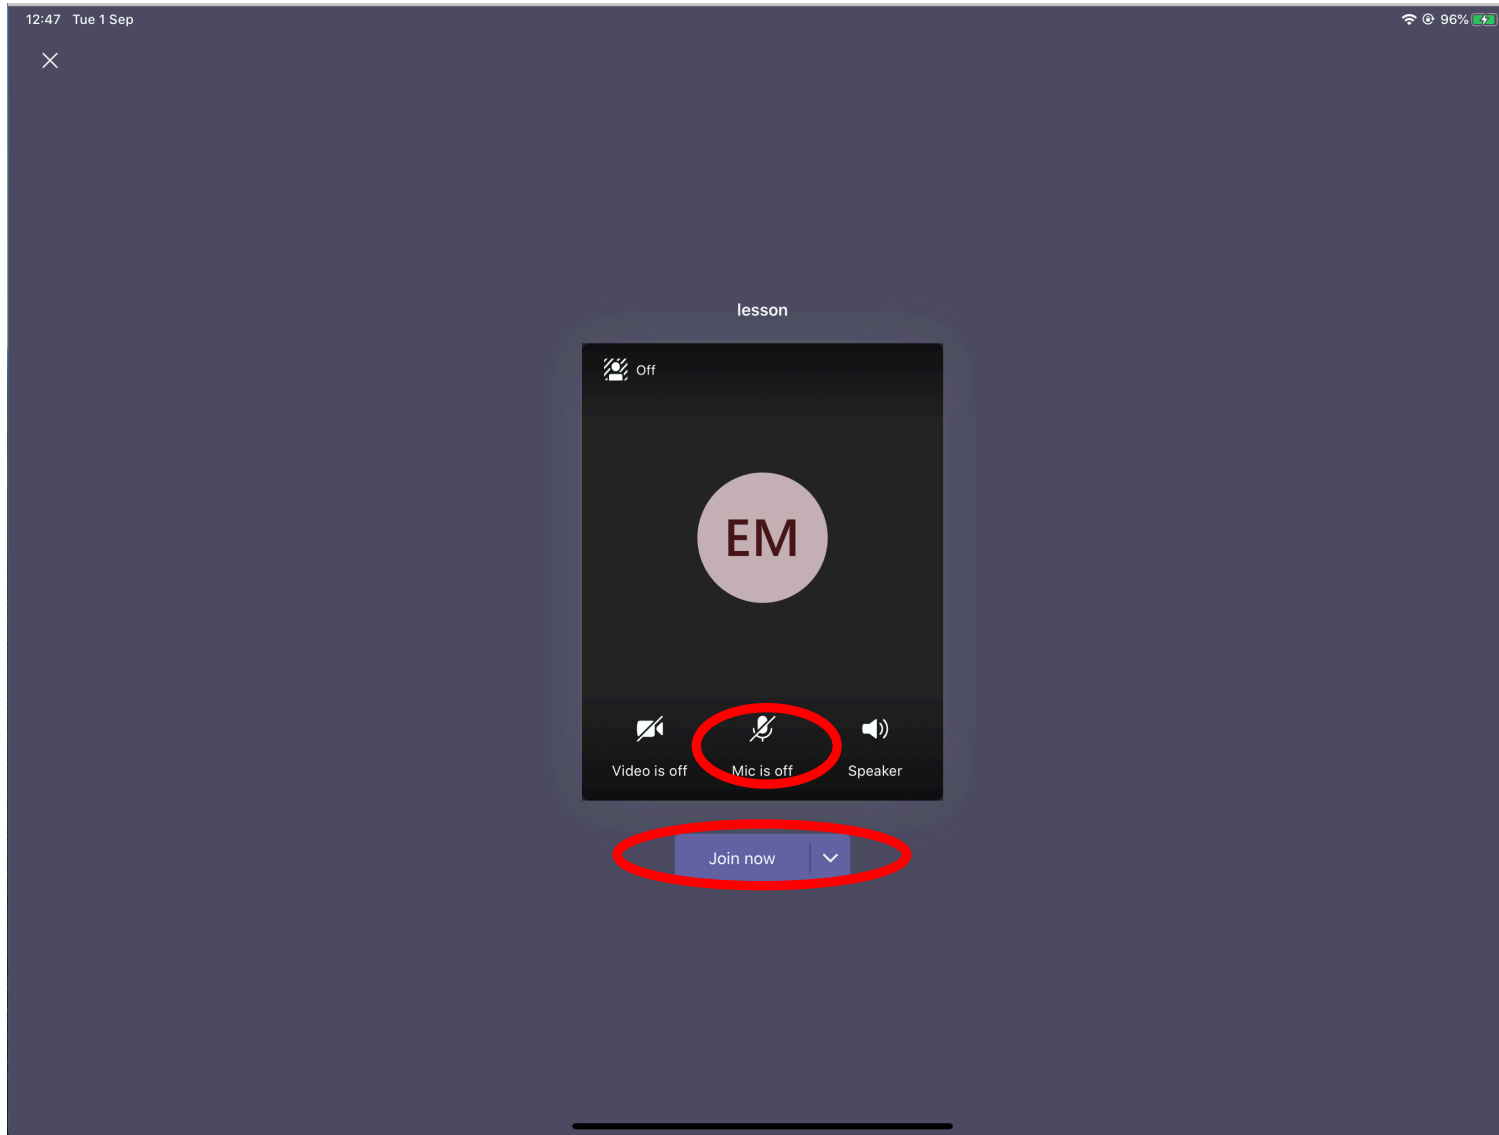 12:47 Tue 1 Sep 96%
lesson
Off
EM
Video is off Mic is off Speaker
Join now